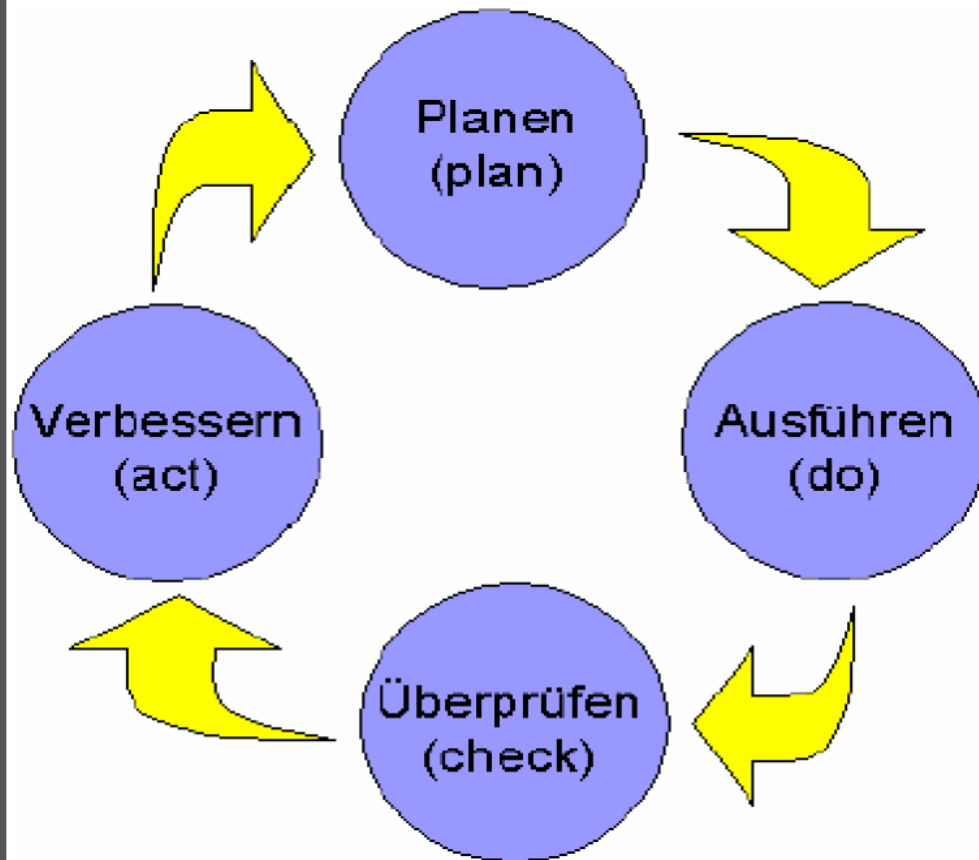 Planen
(plan)
Ausführen
(do)
Überprüfen
(check)
Verbessern
(act)